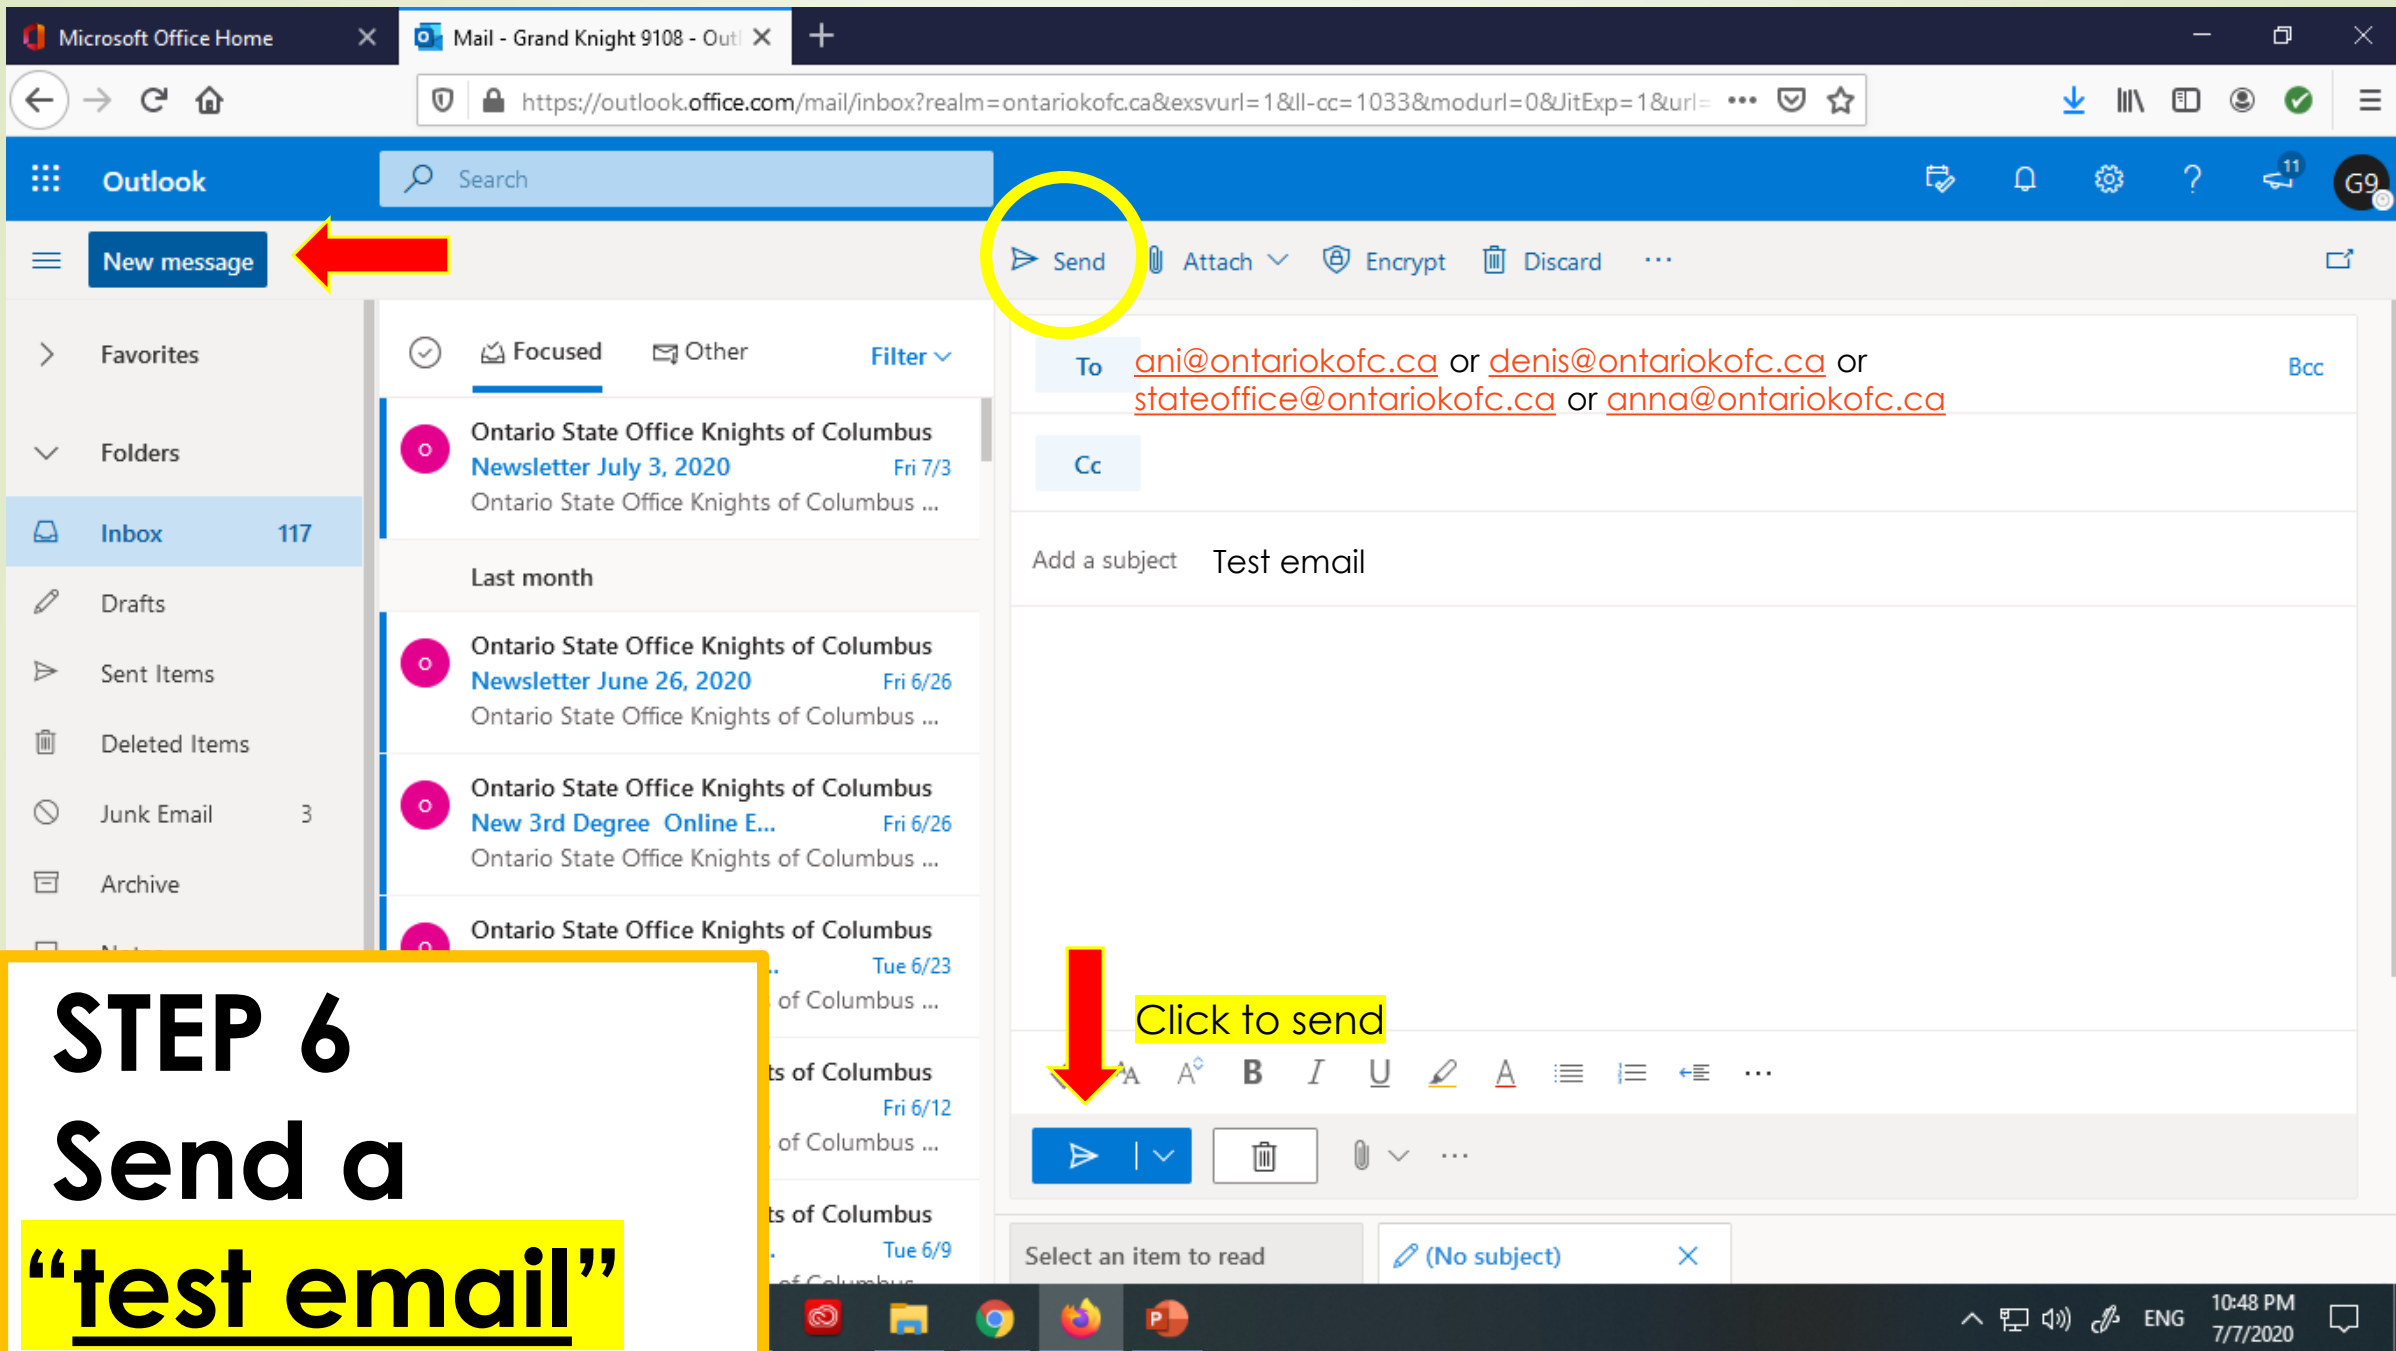 Microsoft Office Home
Mail - Grand Knight 9108 - Outl
https://outlook.office.com/mail/inbox?realm=ontariokofc.ca&exsvurl=1&ll-cc=1033&modurl=0&JitExp=1&url=
Outlook
Search
11
G9
New message
Send
Attach
Encrypt
Discard
Favorites
Folders
Inbox 117
Drafts
Sent Items
Deleted Items
Junk Email 3
Archive
Focused
Other
Filter
Ontario State Office Knights of Columbus
Newsletter July 3, 2020 Fri 7/3
Ontario State Office Knights of Columbus ...
Last month
Ontario State Office Knights of Columbus
Newsletter June 26, 2020 Fri 6/26
Ontario State Office Knights of Columbus ...
Ontario State Office Knights of Columbus
New 3rd Degree Online E... Fri 6/26
Ontario State Office Knights of Columbus ...
Ontario State Office Knights of Columbus
Tue 6/23
of Columbus ...
ts of Columbus
Fri 6/12
of Columbus ...
ts of Columbus
Tue 6/9
To ani@ontariokofc.ca or denis@ontariokofc.ca or
stateoffice@ontariokofc.ca or anna@ontariokofc.ca
Bcc
Cc
Add a subject Test email
Click to send
Select an item to read
(No subject)
STEP 6
Send a
“test email”
ENG
10:48 PM
7/7/2020